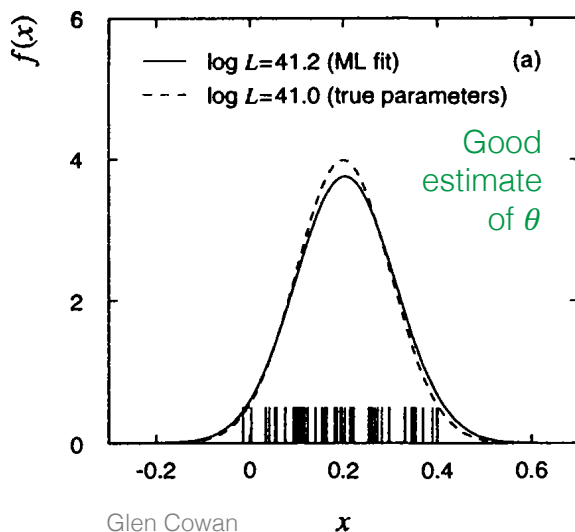 f(x)
6
log L=41.2 (ML fit)
(a)
log L=41.0 (true parameters)
Good
estimate
of θ
4
2
0
-0.2 0 0.2 0.4 0.6
Glen Cowan
x